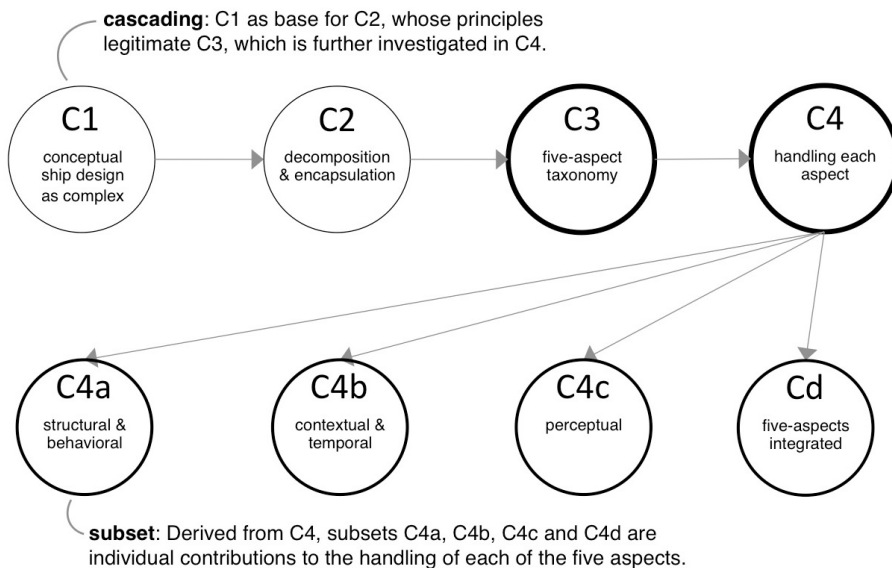 cascading: C1 as base for C2, whose principles
legitimate C3, which is further investigated in C4.
C1
conceptual
ship design
as complex
C2
decomposition
& encapsulation
C3
five-aspect
taxonomy
C4
handling each
aspect
C4a
structural &
behavioral
C4b
contextual &
temporal
C4c
perceptual
Cd
five-aspects
integrated
subset: Derived from C4, subsets C4a, C4b, C4c and C4d are
individual contributions to the handling of each of the five aspects.